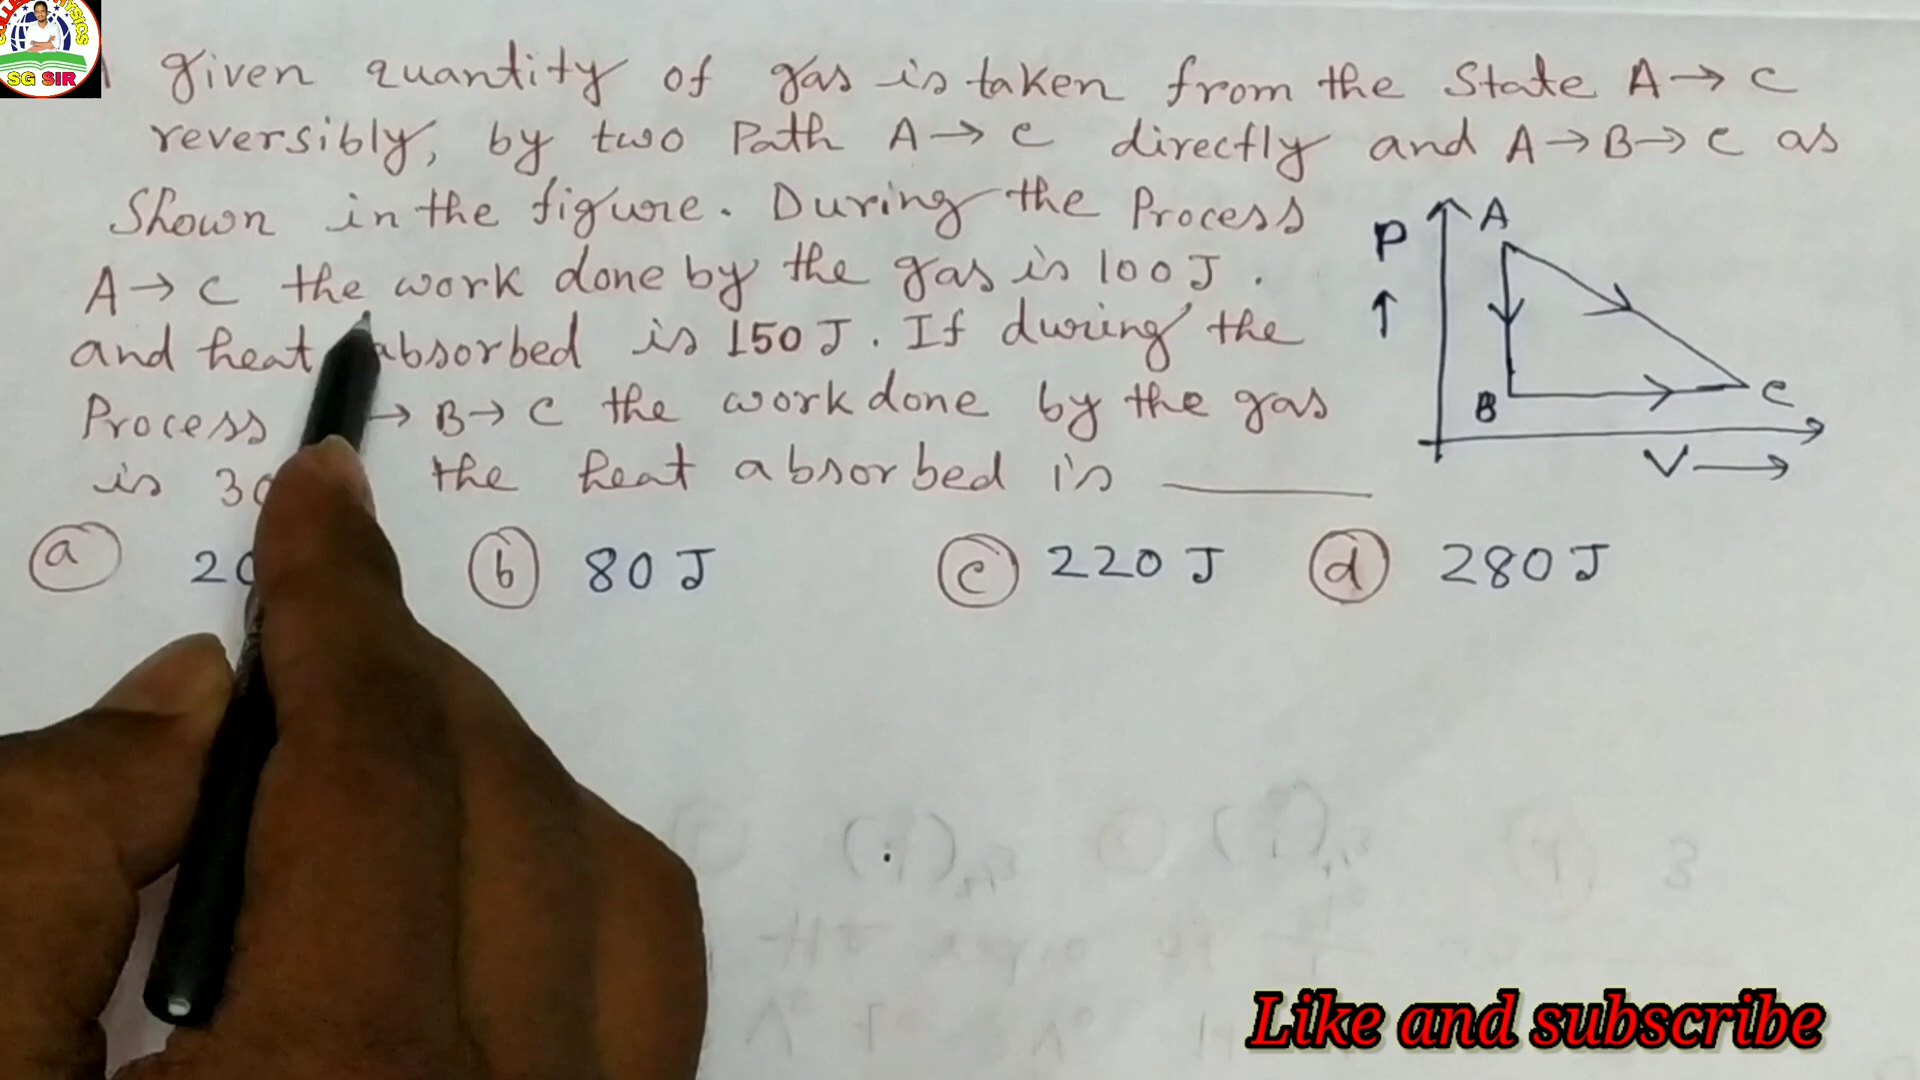 SG SIR
given quantity of gas is taken from the State A → C
reversibly, by two Path A → C directly and A → B → C as
Shown in the figure. During the Process
A → C the work done by the gas is 100 J.
and heat absorbed is 150 J. If during the
Process → B → C the work done by the gas
is the heat absorbed is ______
P ↑
A
B
C
V →
(a) (b) 80 J (c) 220 J (d) 280 J
Like and subscribe